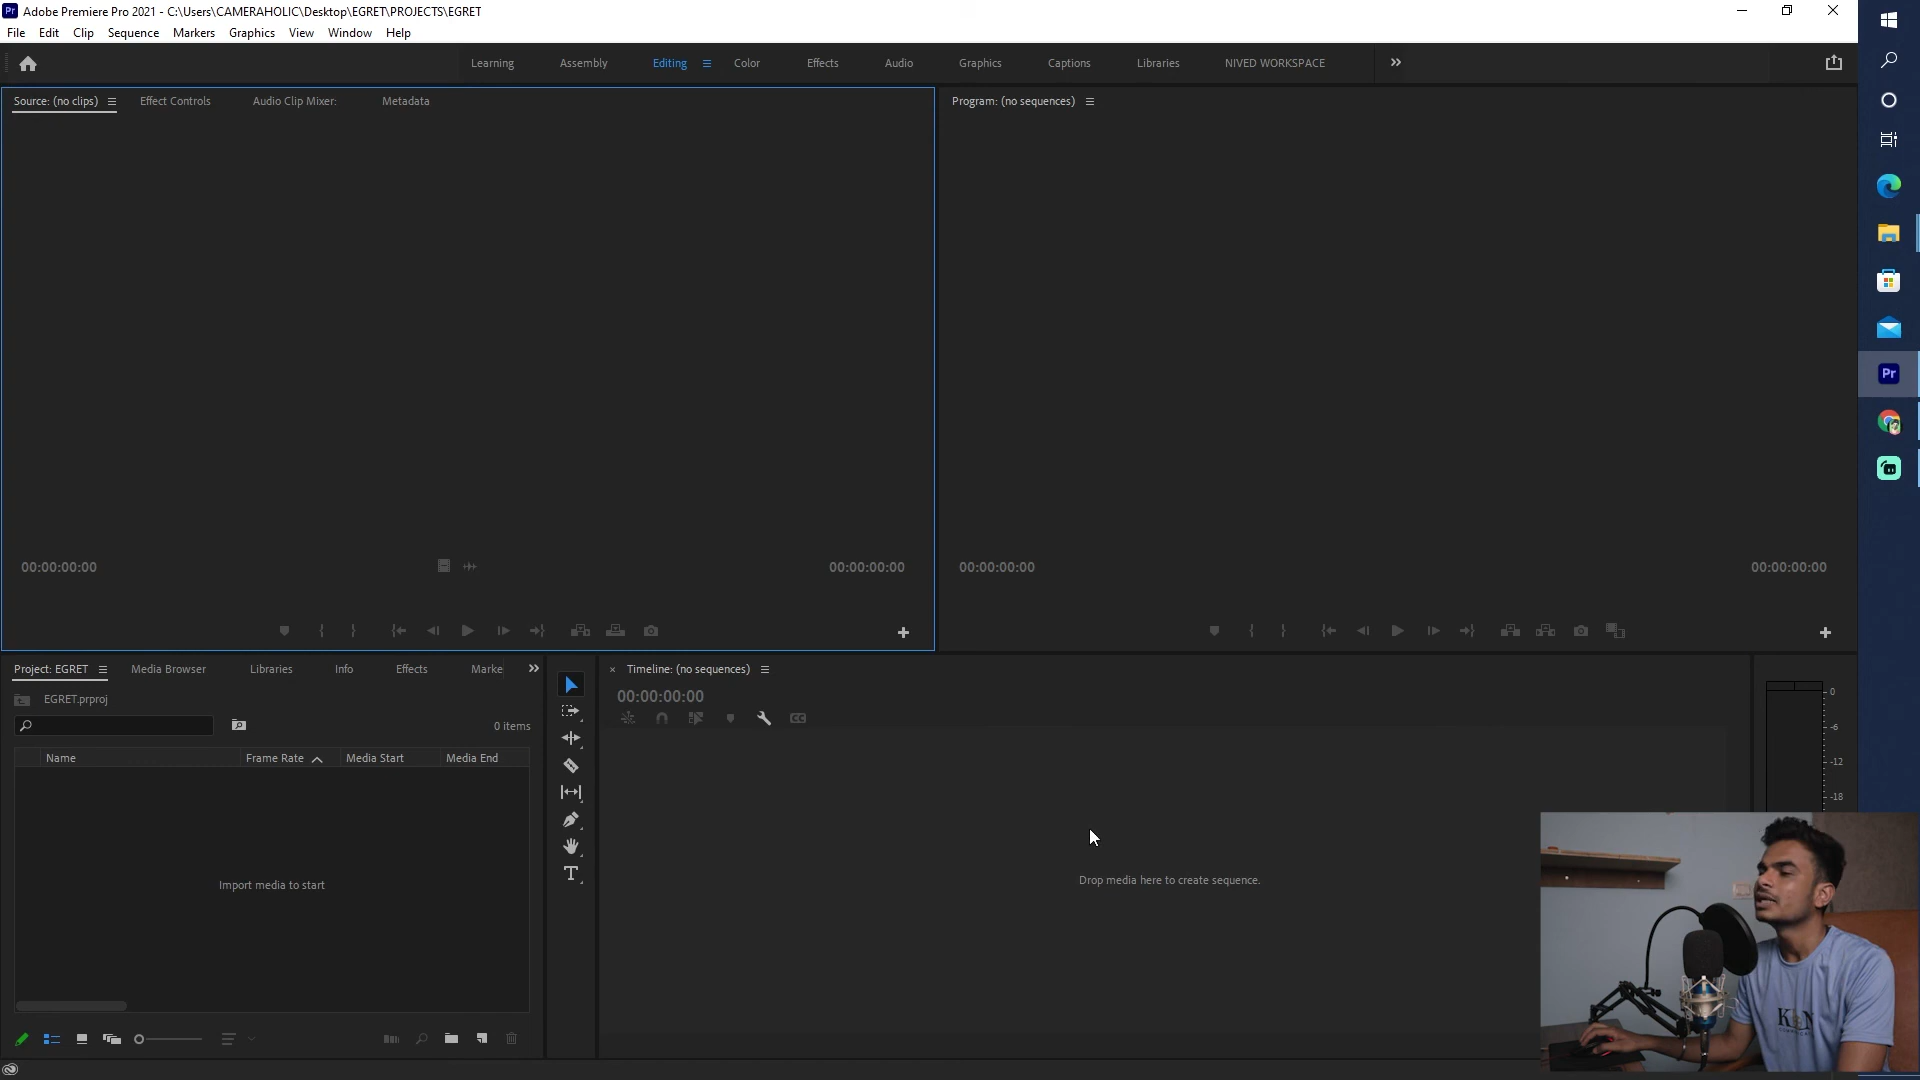 Pr Adobe Premiere Pro 2021 - C:\Users\CAMERAHOLIC\Desktop\EGRET\PROJECTS\EGRET
File Edit Clip Sequence Markers Graphics View Window Help
Learning Assembly Editing Color Effects Audio Graphics Captions Libraries NIVED WORKSPACE
Source: (no clips) Effect Controls Audio Clip Mixer: Metadata
Program: (no sequences)
Pr
00:00:00:00 00:00:00:00
00:00:00:00 00:00:00:00
Project: EGRET Media Browser Libraries Info Effects Marke
EGRET.prproj
0 items
Name Frame Rate Media Start Media End
Import media to start
Timeline: (no sequences)
00:00:00:00
CC
Drop media here to create sequence.
0
-6
-12
-18